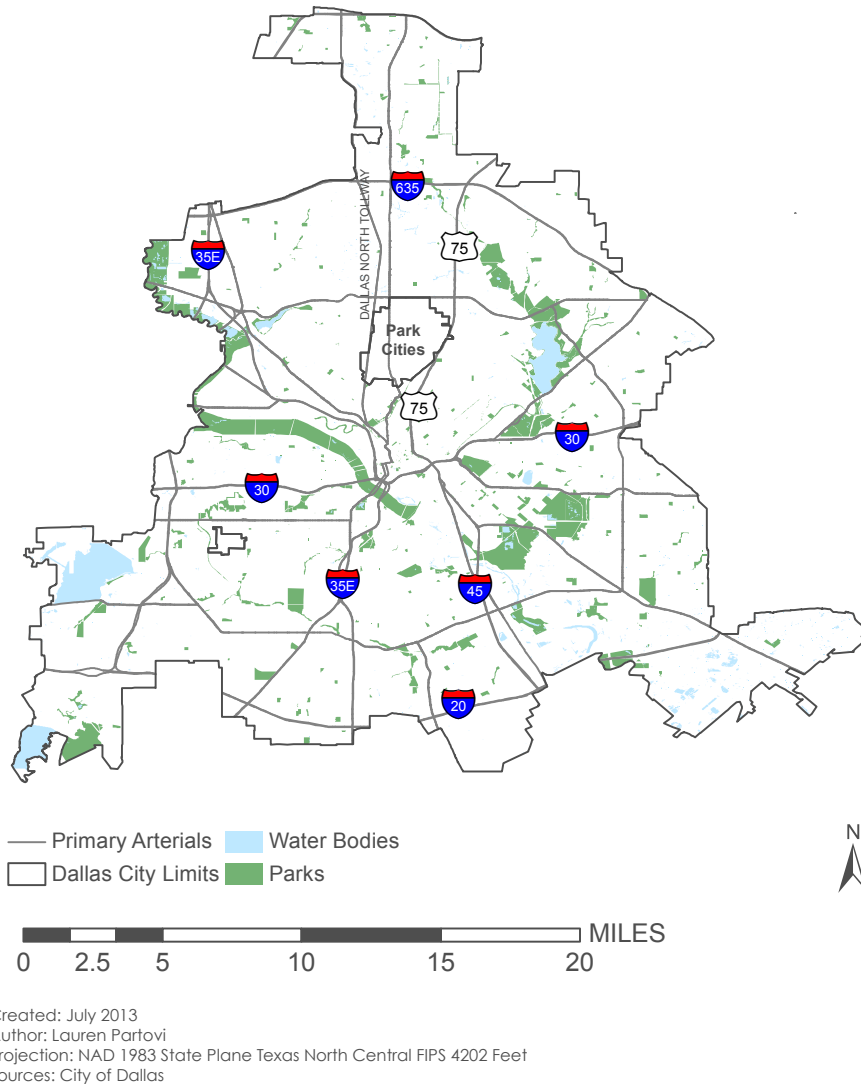 635
DALLAS NORTH TOLLWAY
75
35E
Park
Cities
75
30
30
35E
45
20
Primary Arterials
Water Bodies
Dallas City Limits
Parks
N
MILES
0 2.5 5 10 15 20
reated: July 2013
uthor: Lauren Partovi
rojection: NAD 1983 State Plane Texas North Central FIPS 4202 Feet
ources: City of Dallas